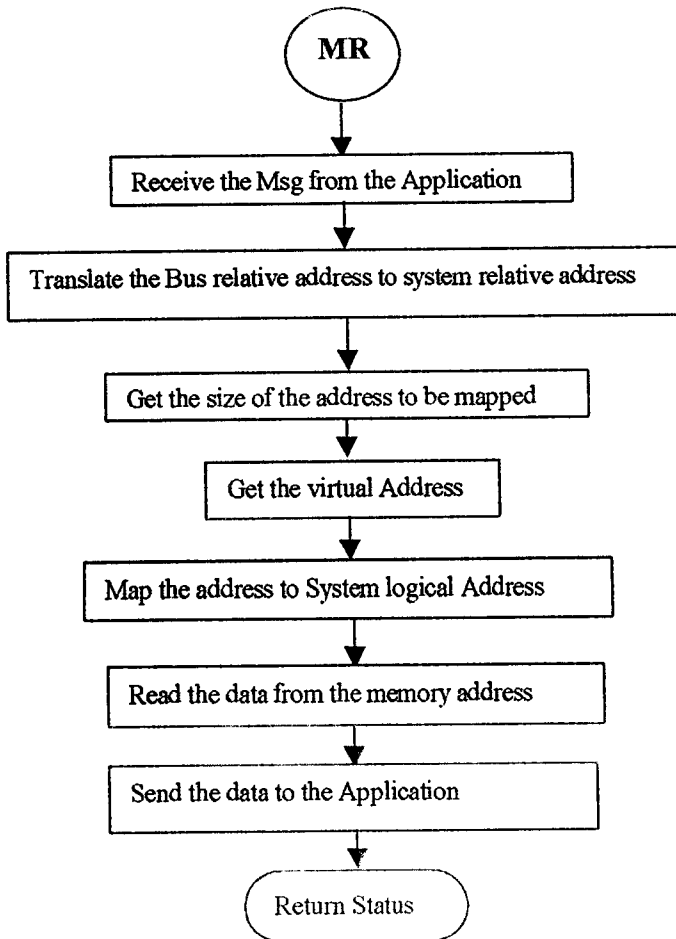 MR
Receive the Msg from the Application
Translate the Bus relative address to system relative address
Get the size of the address to be mapped
Get the virtual Address
Map the address to System logical Address
Read the data from the memory address
Send the data to the Application
Return Status